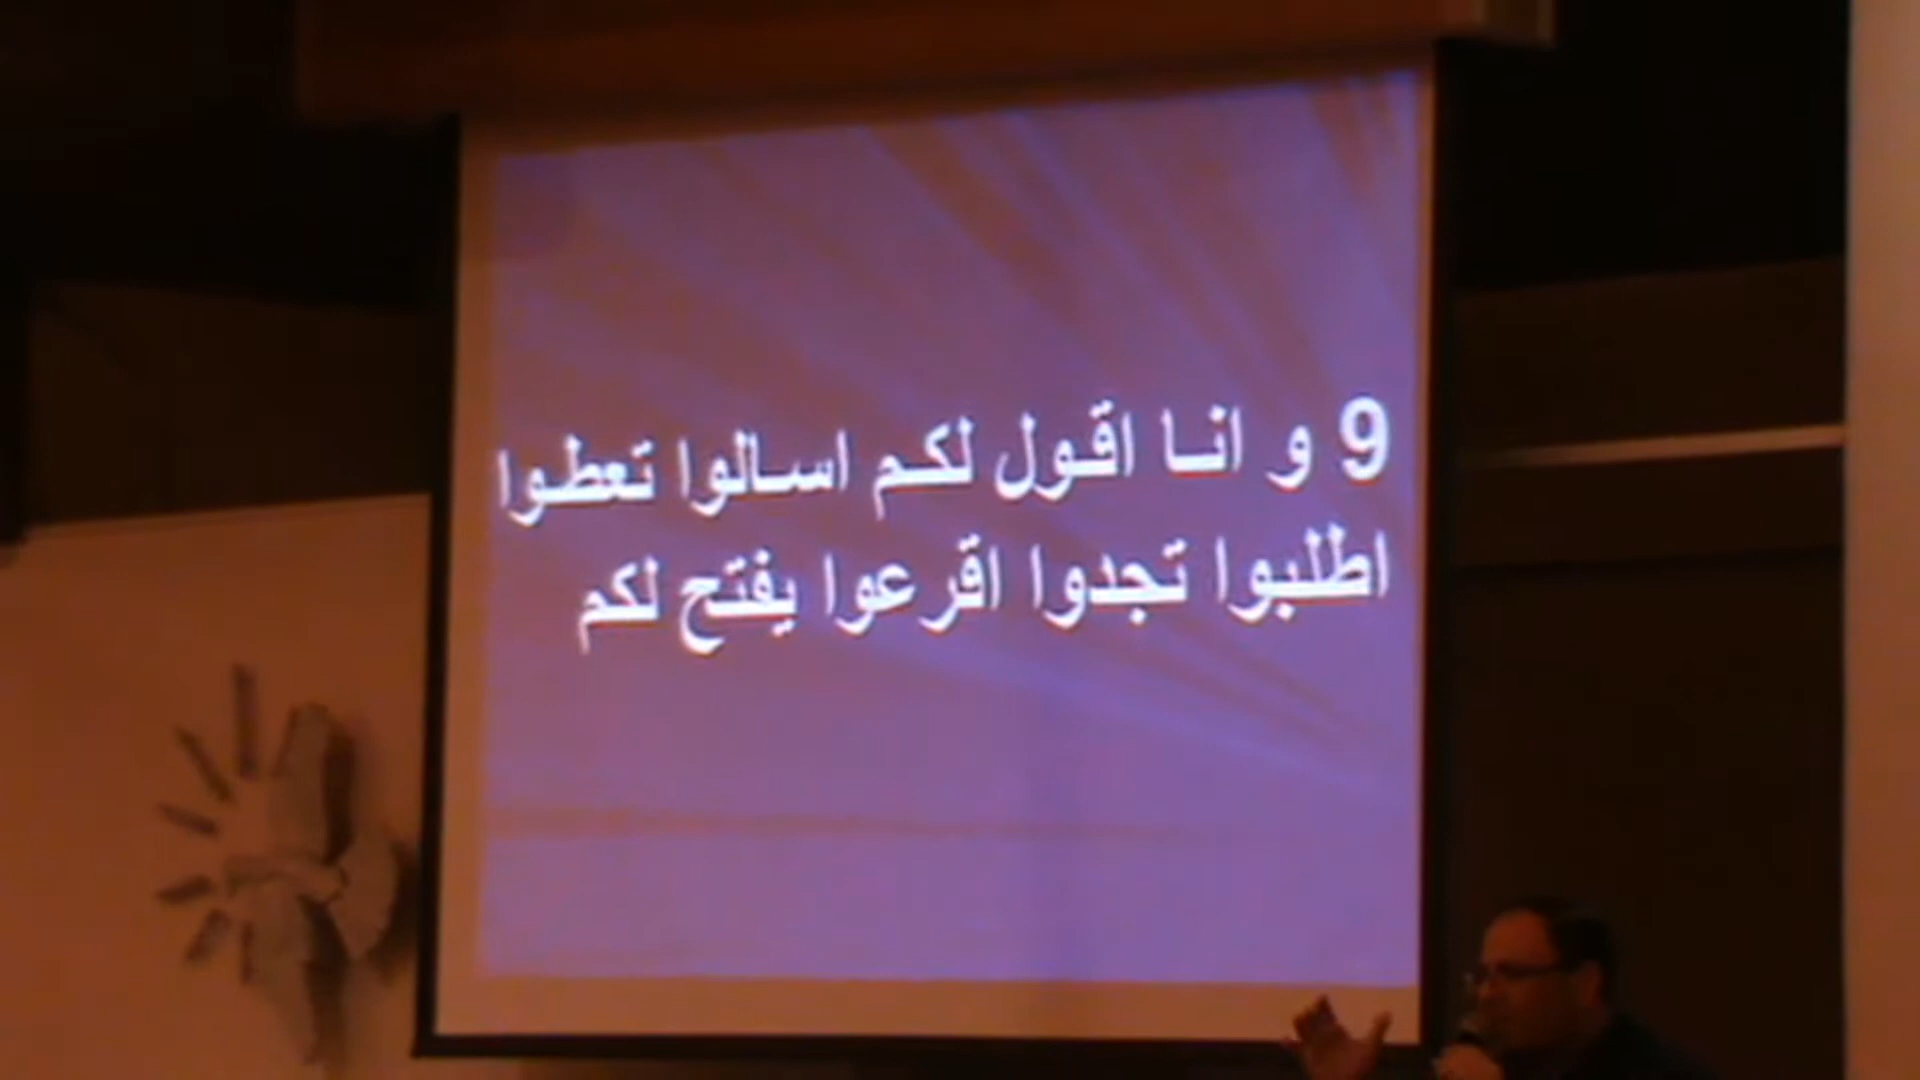 9 و انا اقول لكم اسالوا تعطوا
اطلبوا تجدوا اقرعوا يفتح لكم